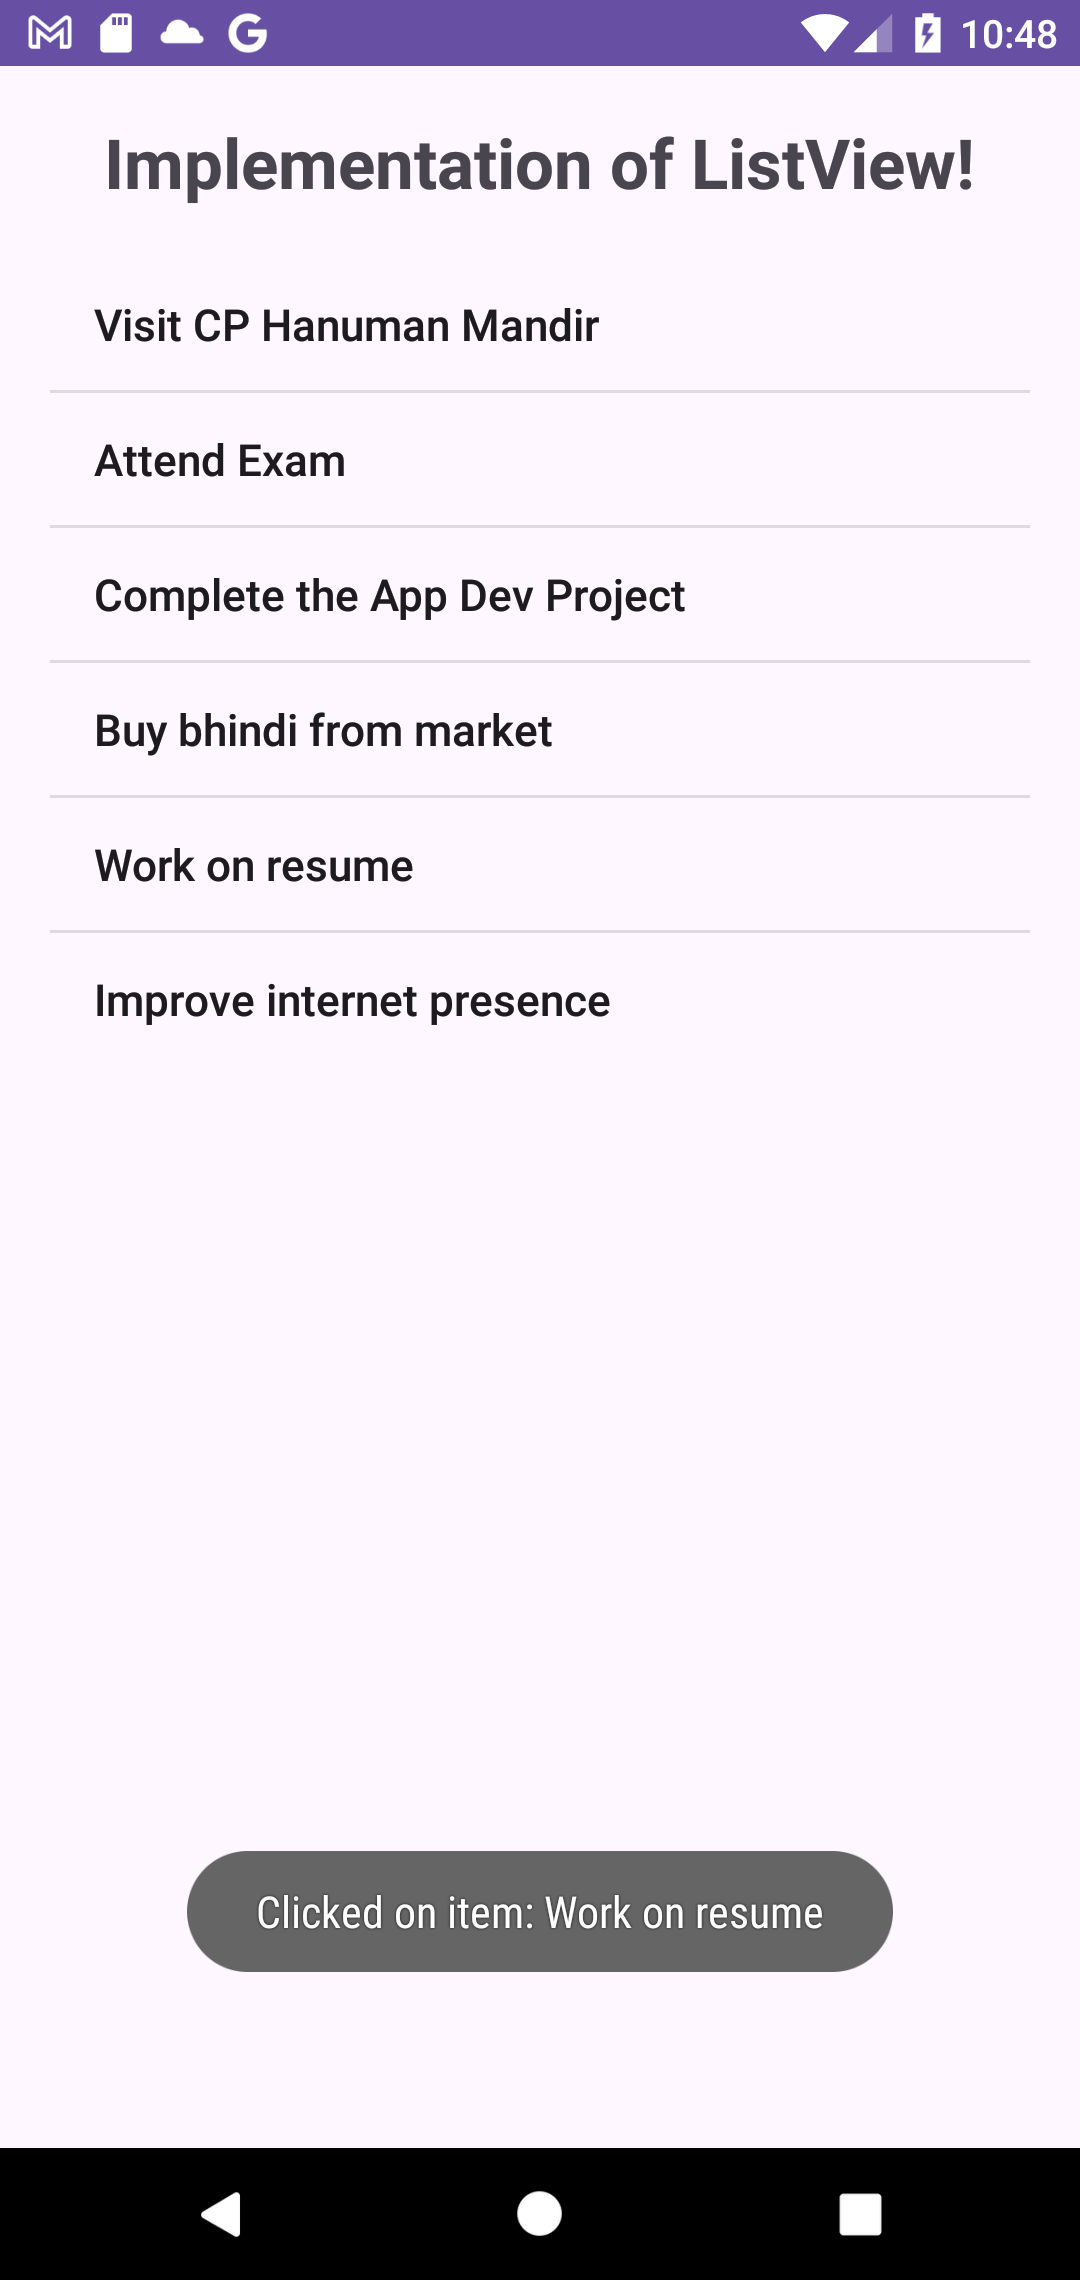 10:48
Implementation of ListView!
Visit CP Hanuman Mandir
Attend Exam
Complete the App Dev Project
Buy bhindi from market
Work on resume
Improve internet presence
Clicked on item: Work on resume